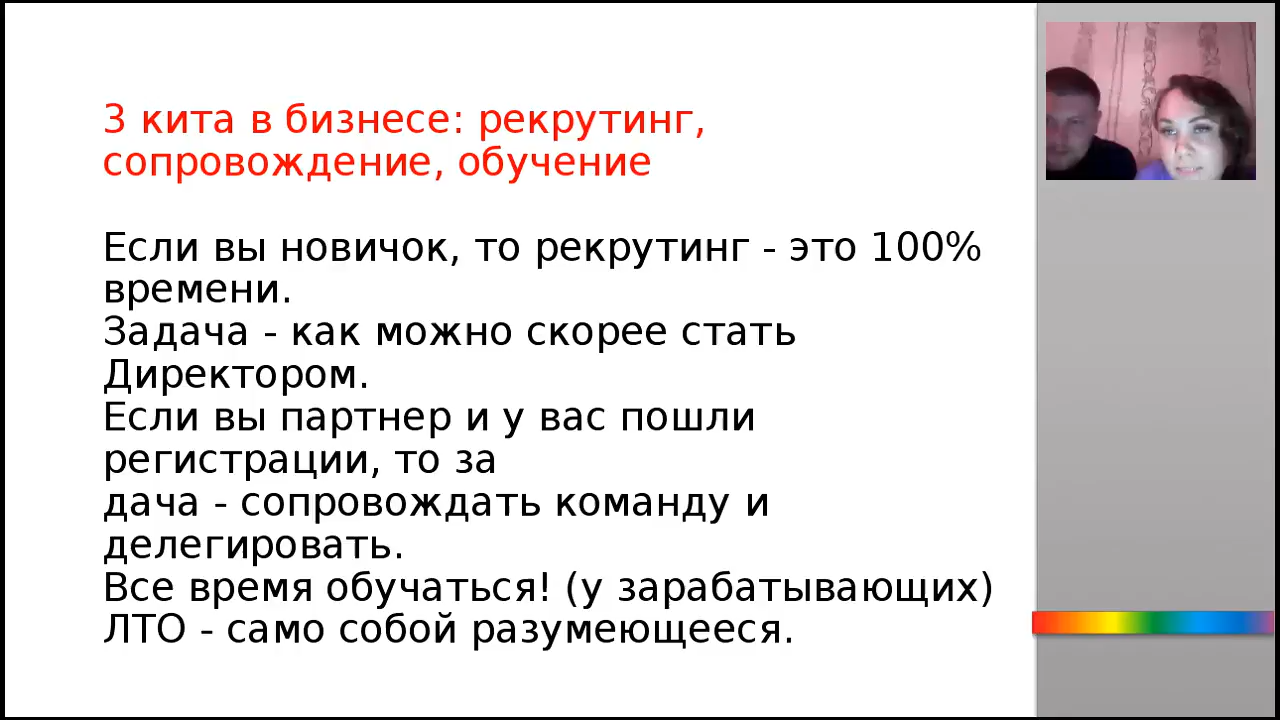 3 кита в бизнесе: рекрутинг,
сопровождение, обучение
Если вы новичок, то рекрутинг - это 100%
времени.
Задача - как можно скорее стать
Директором.
Если вы партнер и у вас пошли
регистрации, то за
дача - сопровождать команду и
делегировать.
Все время обучаться! (у зарабатывающих)
ЛТО - само собой разумеющееся.